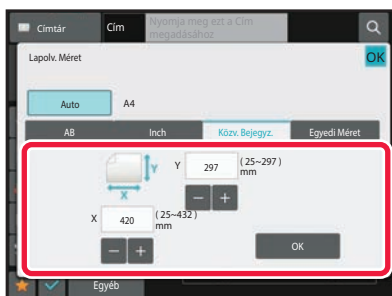 Címtár
Cím
Nyomja meg ezt a Cím
megadásához
Lapolv. Méret
OK
Auto
A4
AB
Inch
Közv. Bejegyz.
Egyedi Méret
Y
X
Y
297
(25~297)
mm
X
420
(25~432)
mm
OK
Egyéb